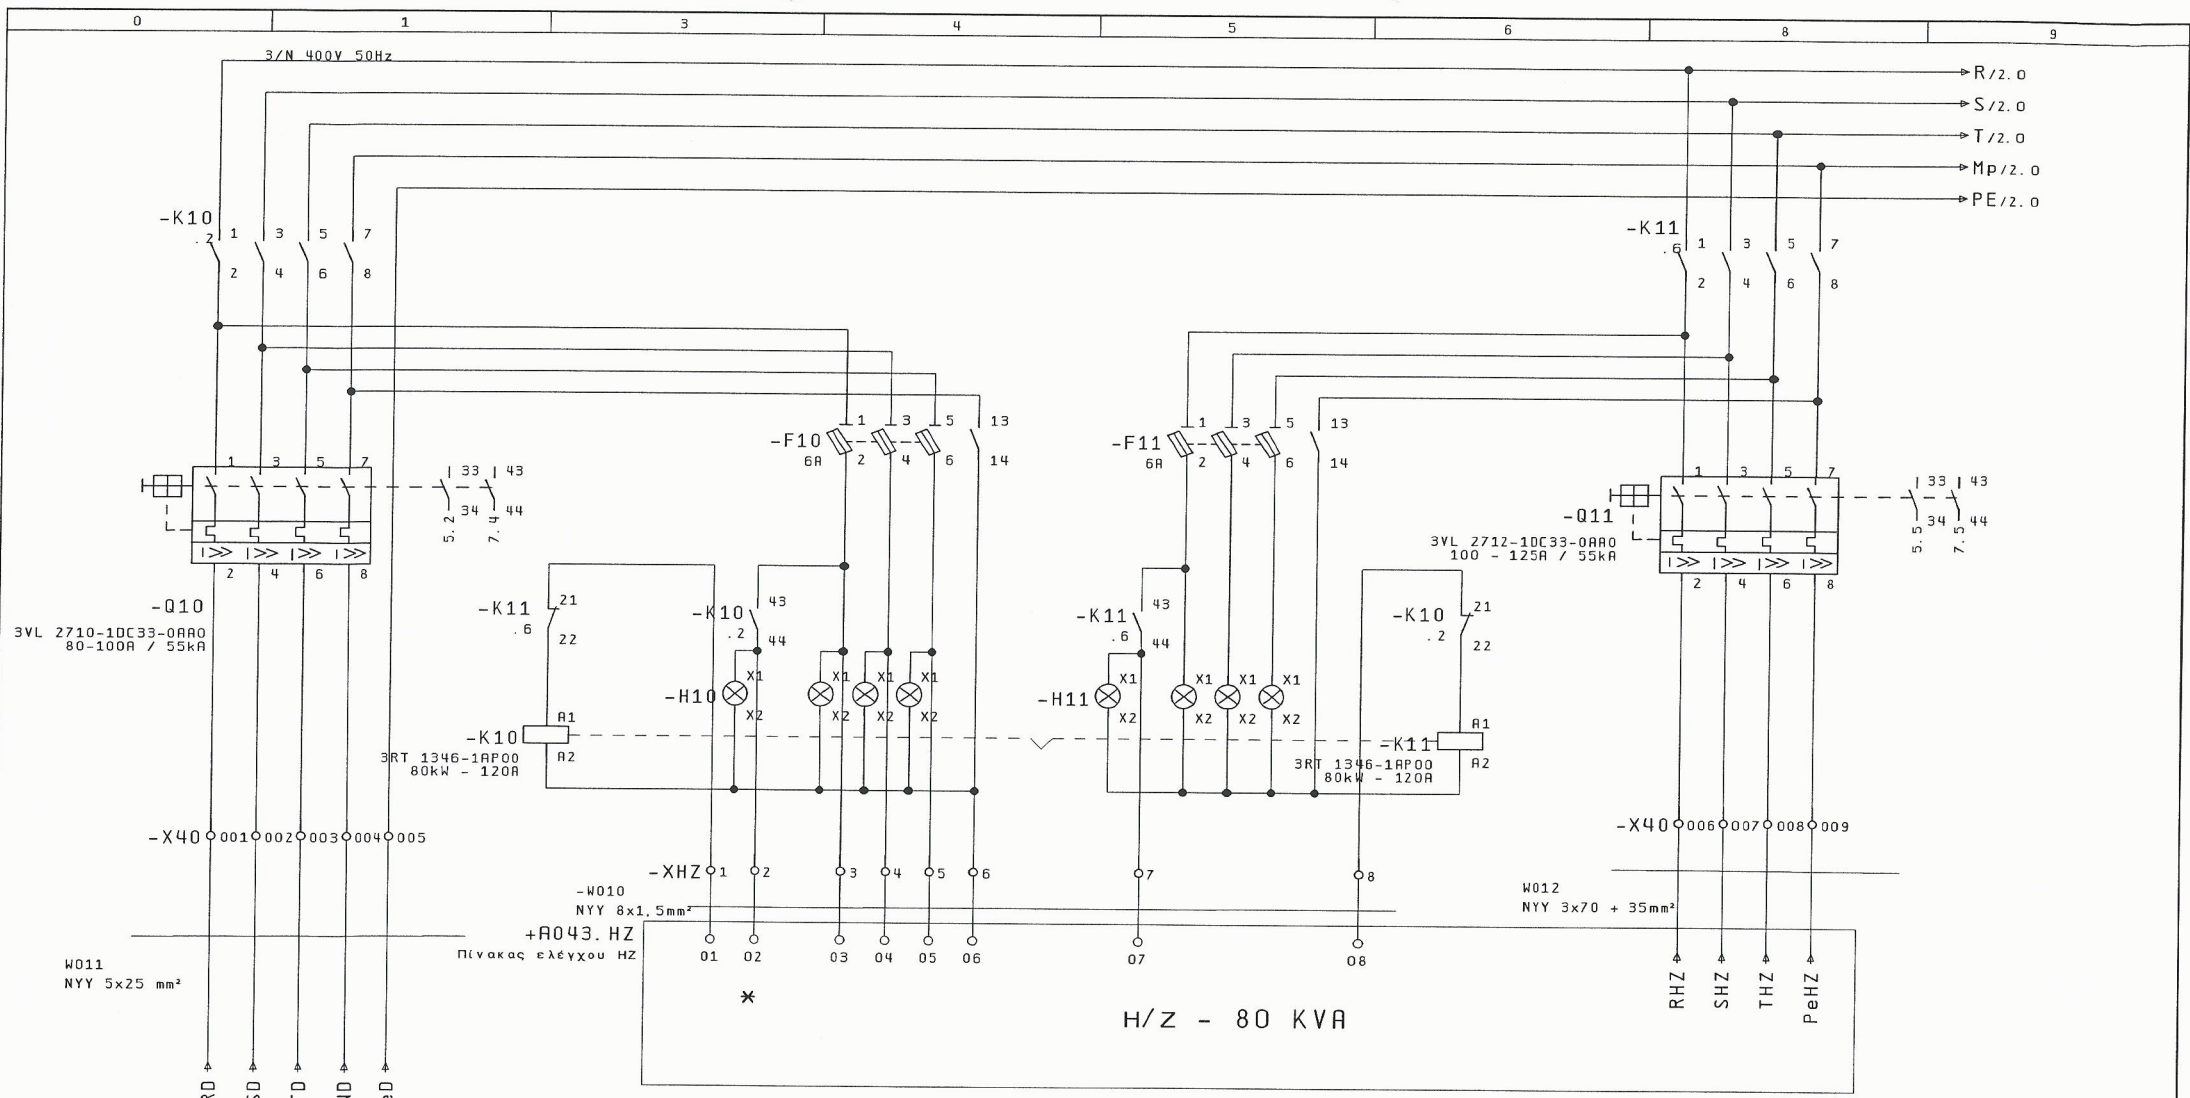 0 1 3 4 5 6 8 9
3/N 400V 50Hz
R/2.0
S/2.0
T/2.0
Mp/2.0
PE/2.0
-K10
.2
1 3 5 7
2 4 6 8
-K11
.6
1 3 5 7
2 4 6 8
-F10
6A
1 3 5 13
2 4 6 14
-F11
6A
1 3 5 13
2 4 6 14
1 3 5 7
33 43
34 44
5.2 7.4
I>> I>> I>> I>>
2 4 6 8
-Q10
3VL 2710-1DC33-0AA0
80-100A / 55kA
1 3 5 7
33 43
34 44
5.5 7.5
-Q11
3VL 2712-1DC33-0AA0
100 - 125A / 55kA
I>> I>> I>> I>>
2 4 6 8
-K11
.6
21
22
-K10
.2
43
44
-K11
.6
43
44
-K10
.2
21
22
-H10
X1 X1 X1 X1
X2 X2 X2 X2
-H11
X1 X1 X1 X1
X2 X2 X2 X2
-K10
A1
A2
3RT 1346-1AP00
80kW - 120A
-K11
A1
A2
3RT 1346-1AP00
80kW - 120A
-X40 001 002 003 004 005
-X40 006 007 008 009
-XHZ 1 2 3 4 5 6 7 8
-W010
NYY 8x1,5mm²
W012
NYY 3x70 + 35mm²
+A043.HZ
Πίνακας ελέγχου HZ
01 02 03 04 05 06 07 08
*
W011
NYY 5x25 mm²
H/Z - 80 KVA
RHZ
SHZ
THZ
PeHZ